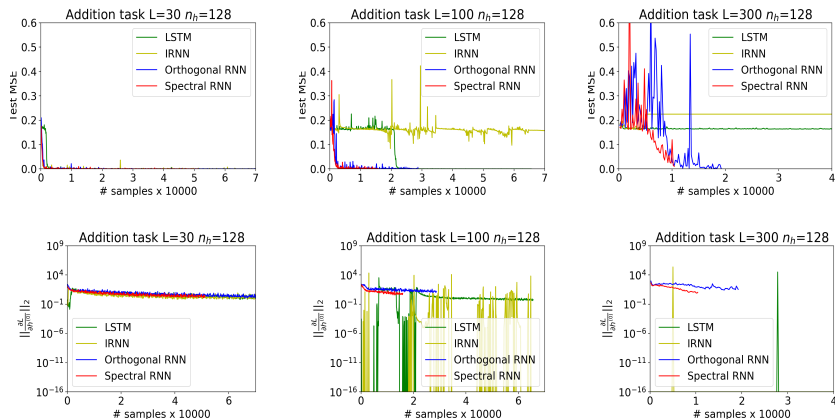 Addition task L=30 n_h=128
0.6
0.5
0.4
0.3
0.2
0.1
0.0
Test MSE
LSTM
IRNN
Orthogonal RNN
Spectral RNN
0 1 2 3 4 5 6 7
# samples x 10000
Addition task L=100 n_h=128
0.6
0.5
0.4
0.3
0.2
0.1
0.0
Test MSE
LSTM
IRNN
Orthogonal RNN
Spectral RNN
0 1 2 3 4 5 6 7
# samples x 10000
Addition task L=300 n_h=128
0.6
0.5
0.4
0.3
0.2
0.1
0.0
Test MSE
LSTM
IRNN
Orthogonal RNN
Spectral RNN
0 1 2 3 4
# samples x 10000
Addition task L=30 n_h=128
10^9
10^4
10^-1
10^-6
10^-11
10^-16
LSTM
IRNN
Orthogonal RNN
Spectral RNN
0 2 4 6
# samples x 10000
Addition task L=100 n_h=128
10^9
10^4
10^-1
10^-6
10^-11
10^-16
LSTM
IRNN
Orthogonal RNN
Spectral RNN
0 2 4 6
# samples x 10000
Addition task L=300 n_h=128
10^9
10^4
10^-1
10^-6
10^-11
10^-16
LSTM
IRNN
Orthogonal RNN
Spectral RNN
0 1 2 3 4
# samples x 10000